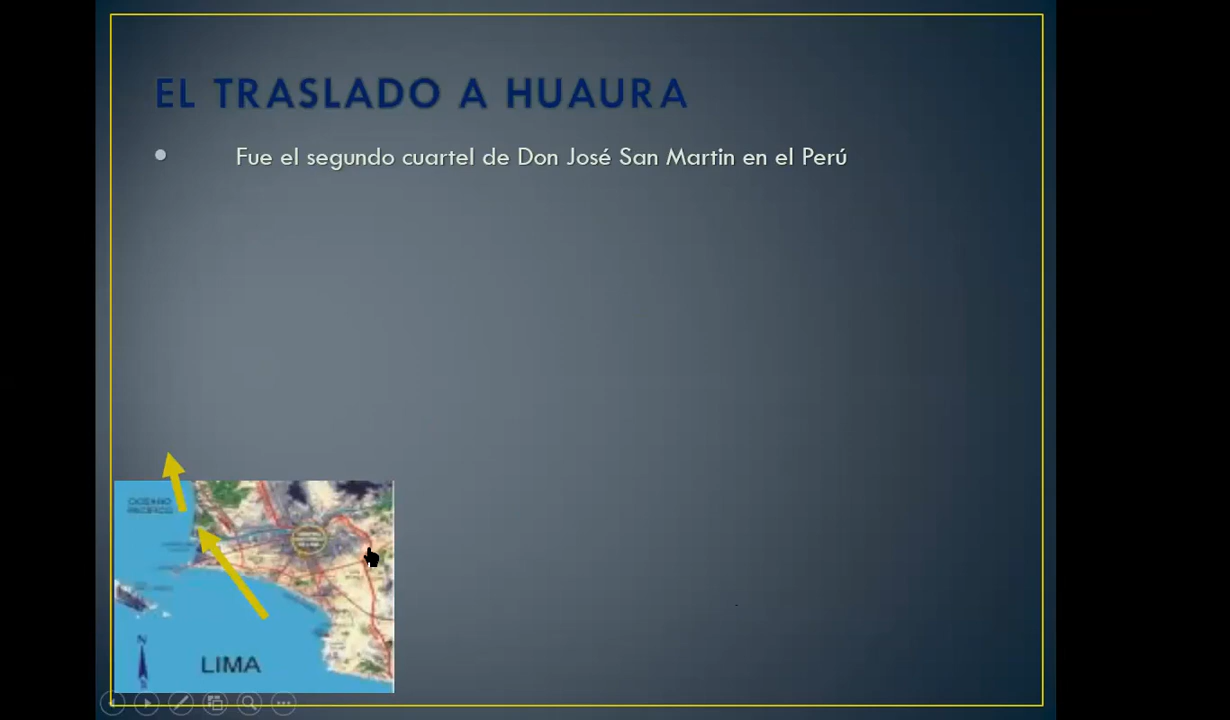 EL TRASLADO A HUAURA
Fue el segundo cuartel de Don José San Martin en el Perú
OCEANO
PACIFICO
N
LIMA